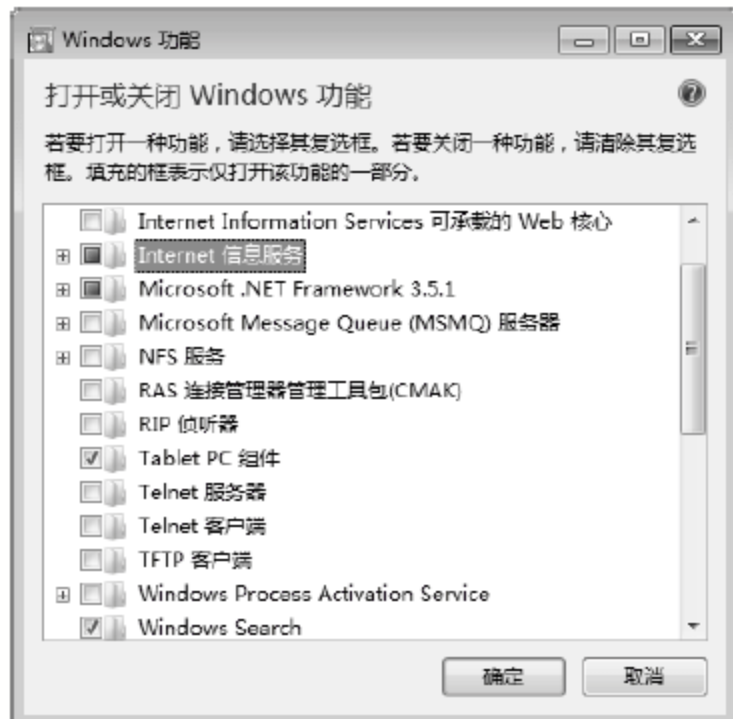 Windows 功能
打开或关闭 Windows 功能
若要打开一种功能，请选择其复选框。若要关闭一种功能，请清除其复选
框。填充的框表示仅打开该功能的一部分。
Internet Information Services 可承载的 Web 核心
Internet 信息服务
Microsoft .NET Framework 3.5.1
Microsoft Message Queue (MSMQ) 服务器
NFS 服务
RAS 连接管理器管理工具包(CMAK)
RIP 侦听器
Tablet PC 组件
Telnet 服务器
Telnet 客户端
TFTP 客户端
Windows Process Activation Service
Windows Search
确定 取消